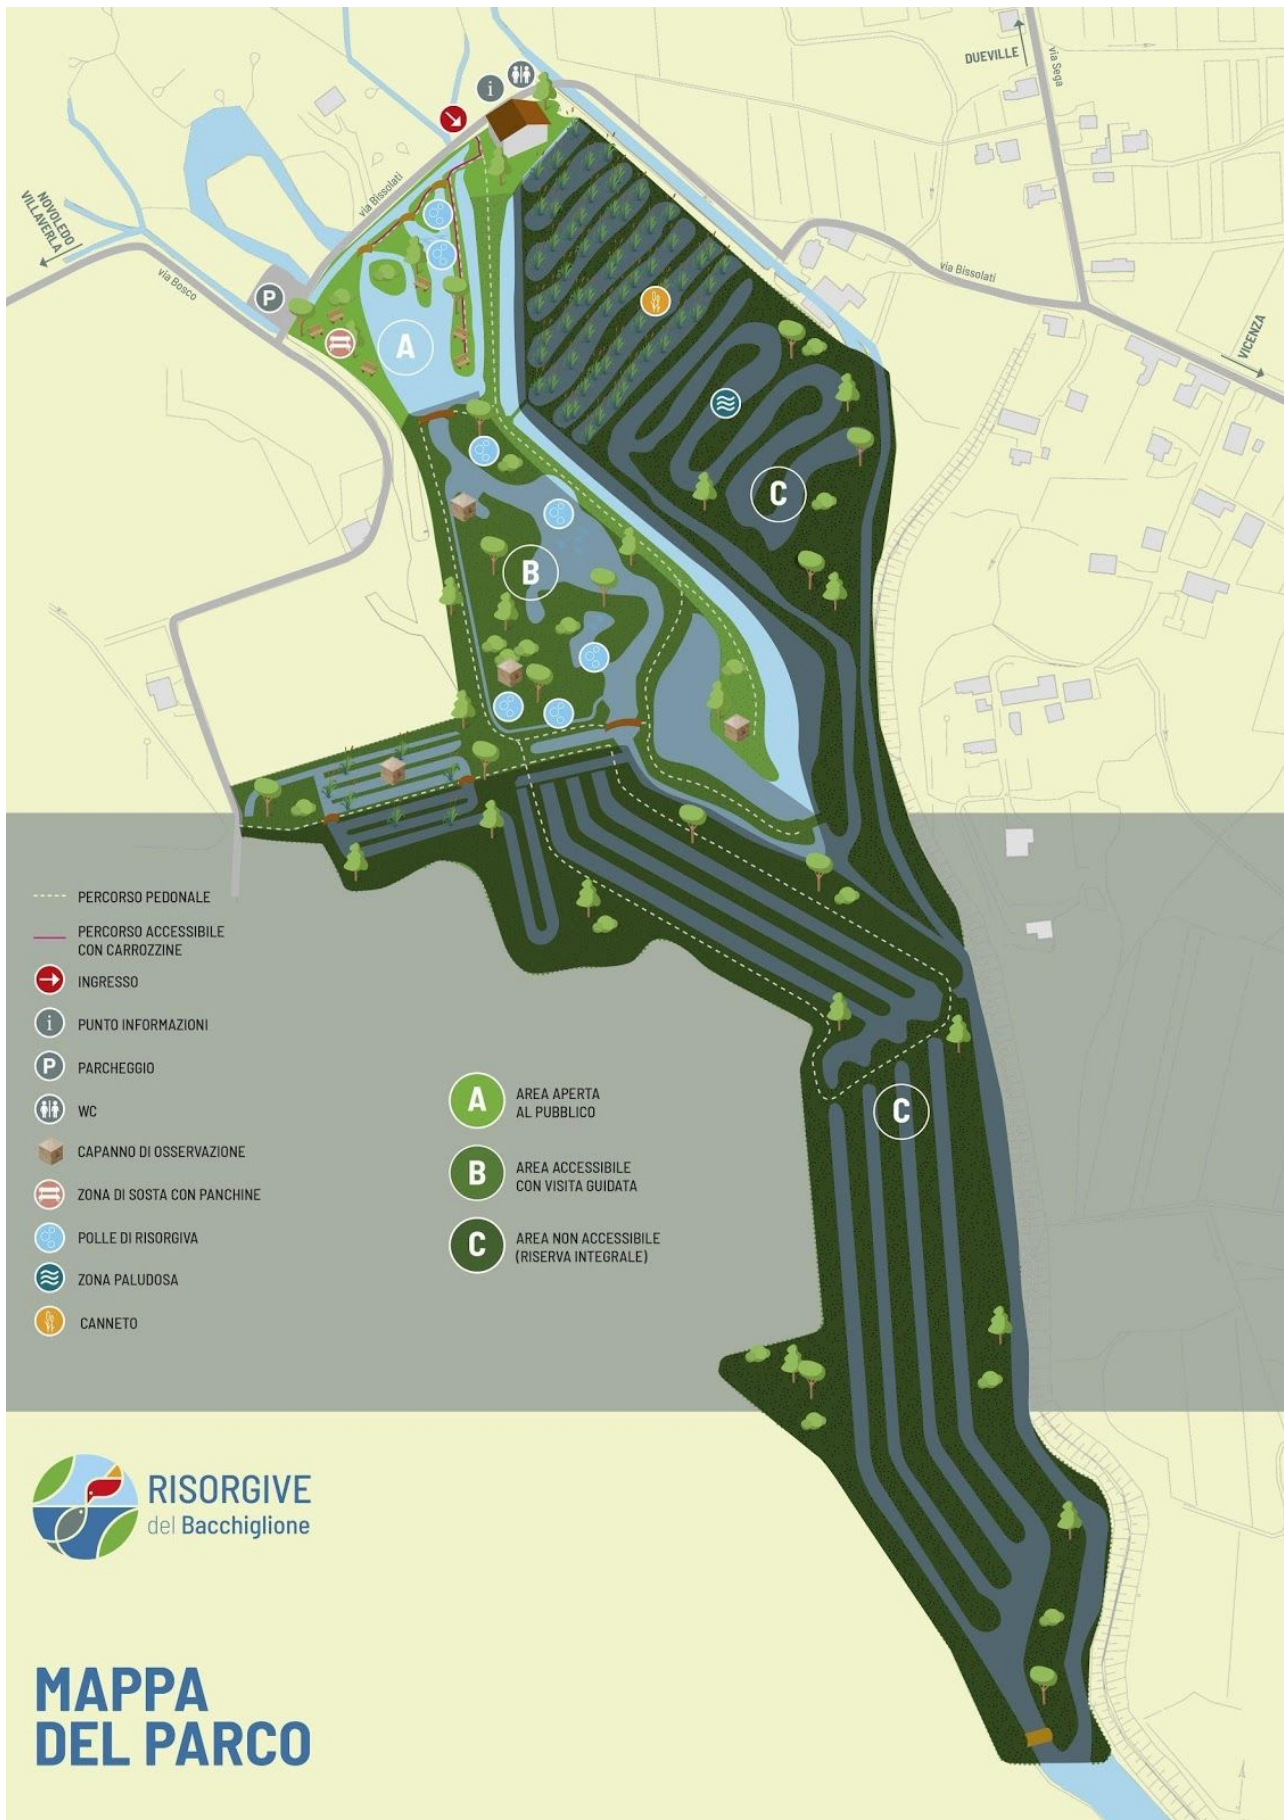 DUEVILLE
via Sega
i
NOVOLEDO
VILLAVERLA
via Bissolati
via Bosco
P
via Bissolati
VICENZA
A
C
B
PERCORSO PEDONALE
PERCORSO ACCESSIBILE
CON CARROZZINE
INGRESSO
i PUNTO INFORMAZIONI
P PARCHEGGIO
WC
CAPANNO DI OSSERVAZIONE
ZONA DI SOSTA CON PANCHINE
POLLE DI RISORGIVA
ZONA PALUDOSA
CANNETO
A AREA APERTA
AL PUBBLICO
B AREA ACCESSIBILE
CON VISITA GUIDATA
C AREA NON ACCESSIBILE
(RISERVA INTEGRALE)
C
RISORGIVE
del Bacchiglione
MAPPA
DEL PARCO